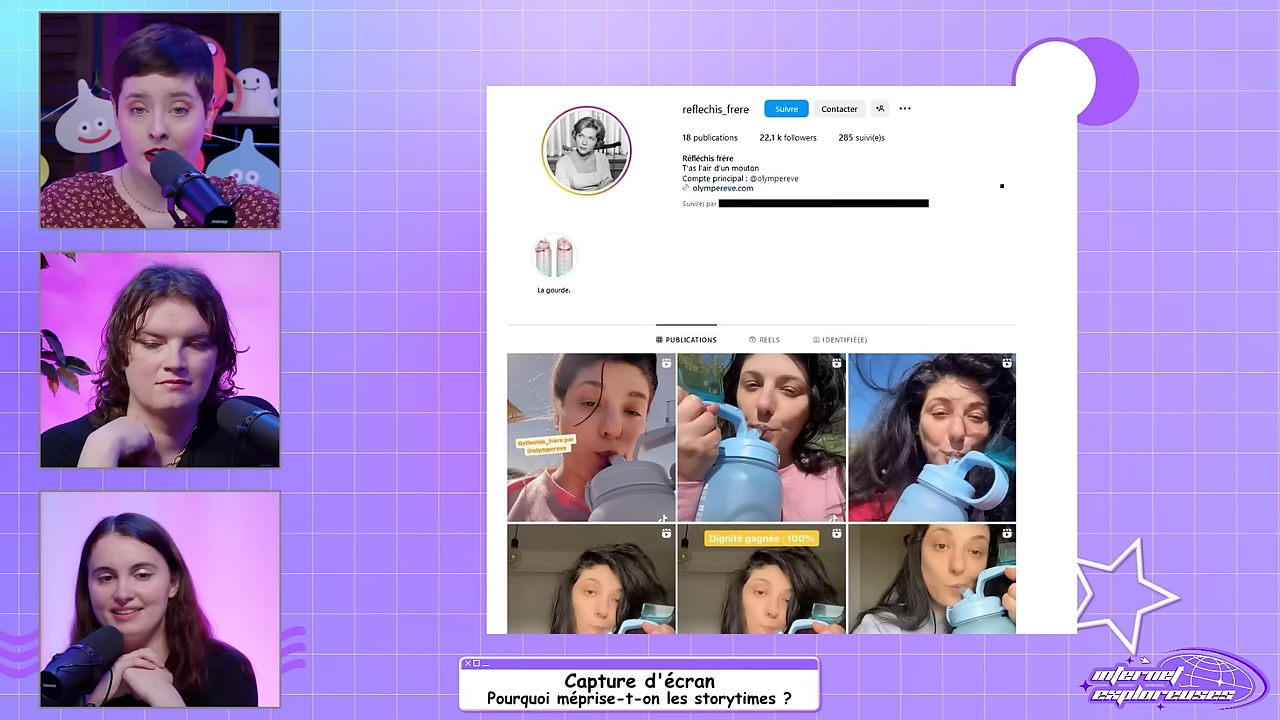 reflechis_frere
Suivre
Contacter
18 publications
22,1 k followers
285 suivi(e)s
Réfléchis frère
T'as l'air d'un mouton
Compte principal : @olympereve
olympereve.com
Suivi(e) par
La gourde.
PUBLICATIONS
REELS
IDENTIFIÉ(E)
Reflechis_frère par
@olympereve
Dignité gagnée : 100%
Capture d'écran
Pourquoi méprise-t-on les storytimes ?
internet
exploreuses